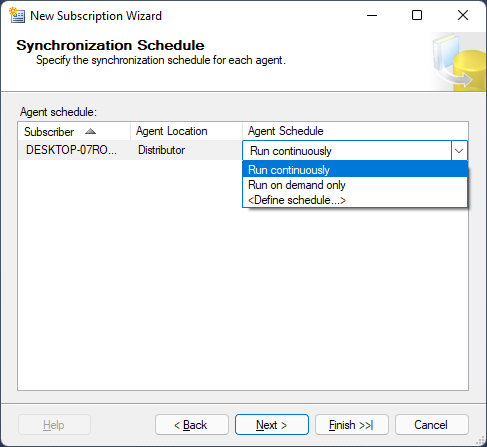 New Subscription Wizard
Synchronization Schedule
Specify the synchronization schedule for each agent.
Agent schedule:
Subscriber Agent Location Agent Schedule
DESKTOP-07RO... Distributor Run continuously
Run continuously
Run on demand only
<Define schedule...>
Help < Back Next > Finish >>| Cancel